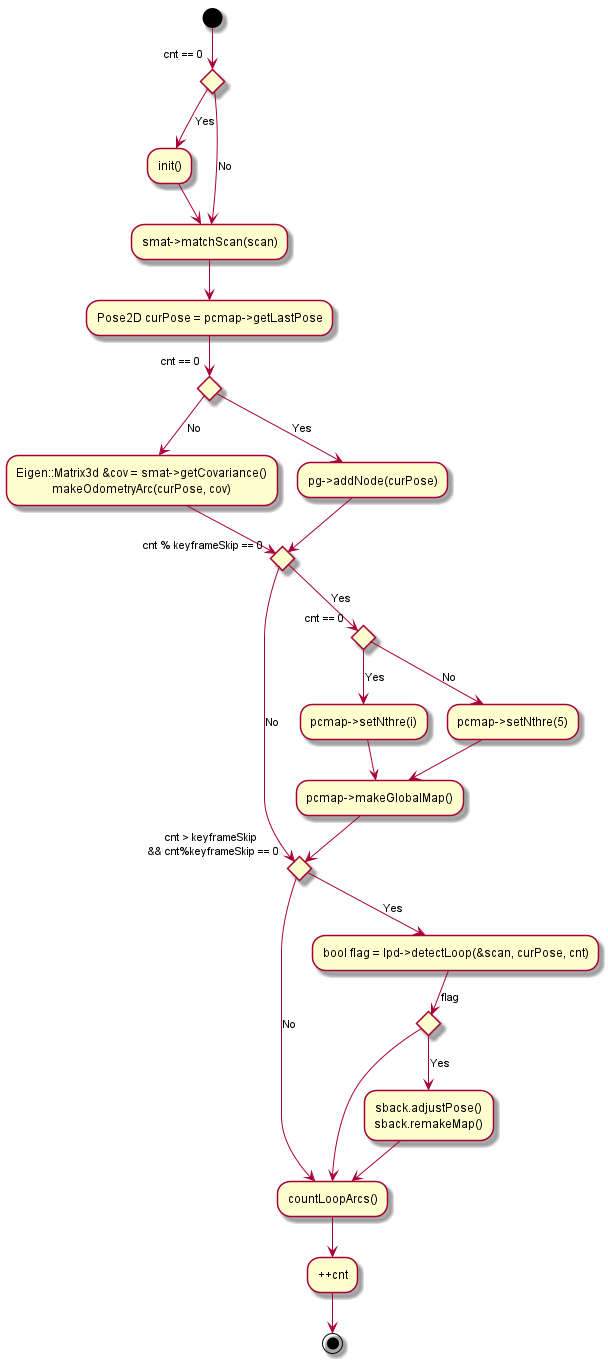 cnt == 0
Yes
init()
No
smat->matchScan(scan)
Pose2D curPose = pcmap->getLastPose
cnt == 0
No
Yes
Eigen::Matrix3d &cov = smat->getCovariance()
makeOdometryArc(curPose, cov)
pg->addNode(curPose)
cnt % keyframeSkip == 0
Yes
cnt == 0
Yes
No
No
pcmap->setNthre(i)
pcmap->setNthre(5)
pcmap->makeGlobalMap()
cnt > keyframeSkip
&& cnt%keyframeSkip == 0
Yes
bool flag = lpd->detectLoop(&scan, curPose, cnt)
flag
No
Yes
sback.adjustPose()
sback.remakeMap()
countLoopArcs()
++cnt